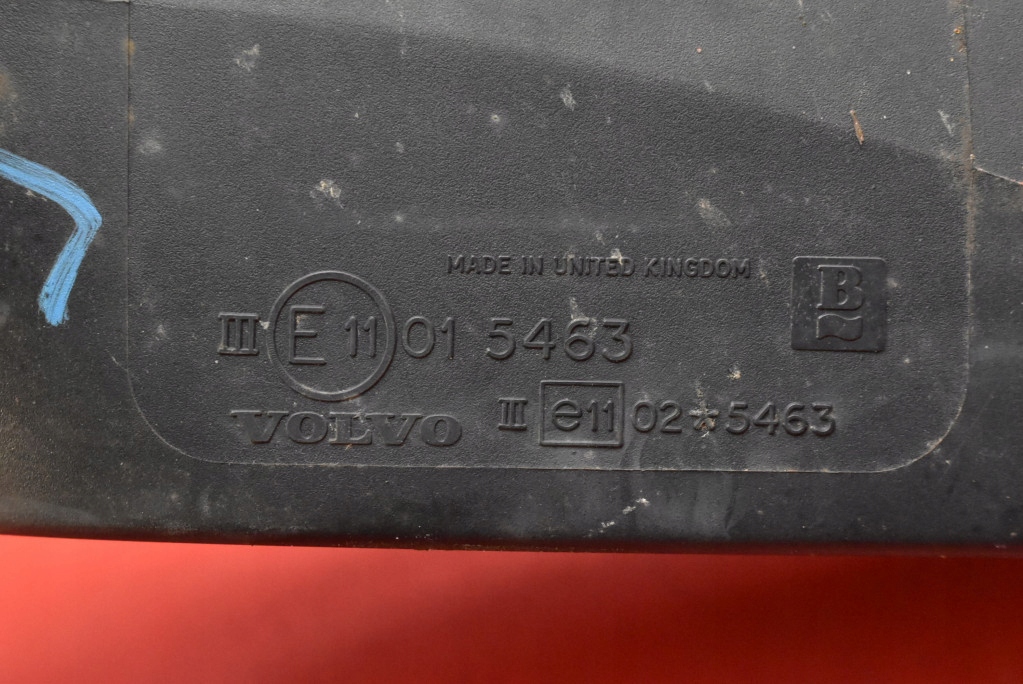 MADE IN UNITED KINGDOM
B
III E 11 01 5463
VOLVO
III e11 02*5463